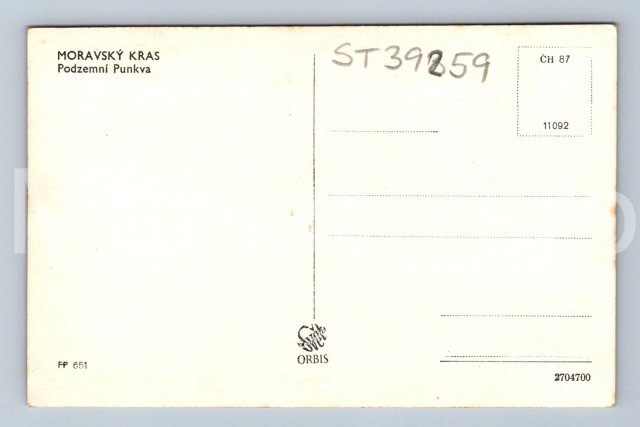 MORAVSKÝ KRAS
Podzemní Punkva
ST39259
ČH 87
11092
ORBIS
FP 651
2704700